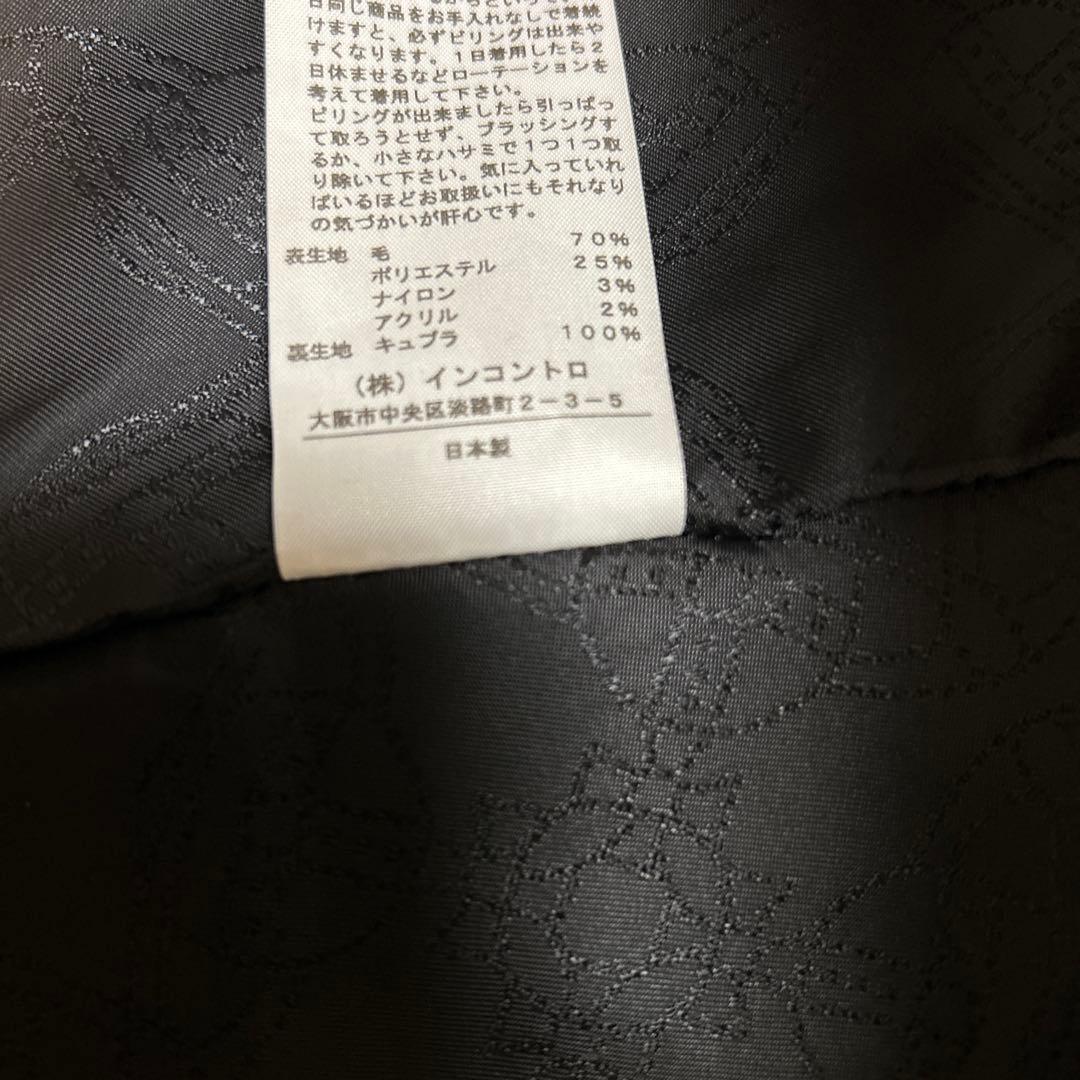 日同じ商品をお手入れなしで着続
けますと、必ずピリングは出来や
すくなります。１日着用したら２
日休ませるなどローテーションを
考えて着用して下さい。
ピリングが出来ましたら引っぱっ
て取ろうとせず、ブラッシングす
るか、小さなハサミで１つ１つ取
り除いて下さい。気に入っていれ
ばいるほどお取扱いにもそれなり
の気づかいが肝心です。
表生地 毛 70%
ポリエステル 25%
ナイロン 3%
アクリル 2%
裏生地 キュプラ 100%
（株）インコントロ
大阪市中央区淡路町２－３－５
日本製